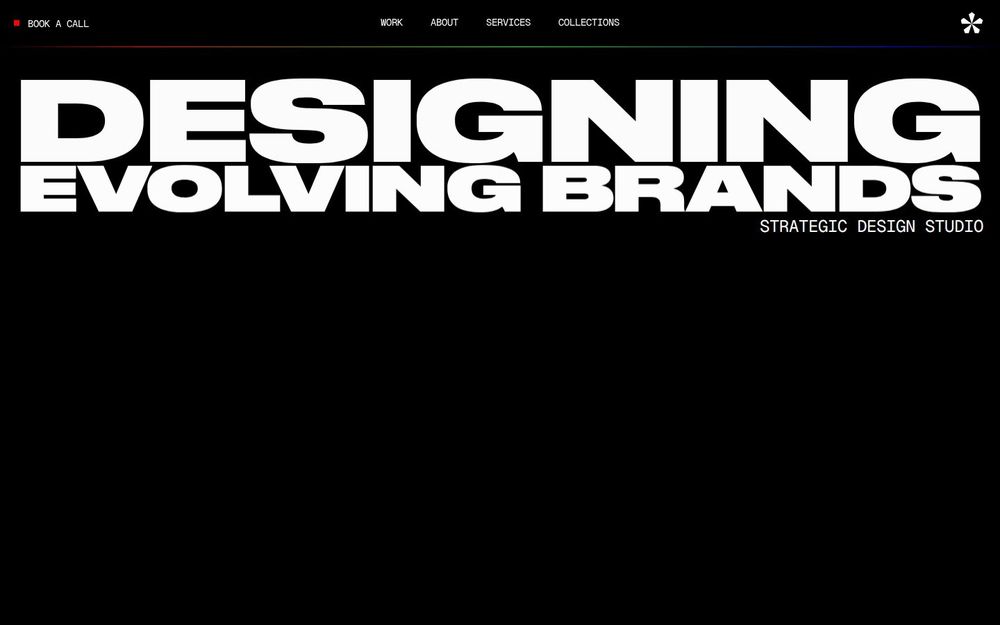 BOOK A CALL
WORK ABOUT SERVICES COLLECTIONS
DESIGNING
EVOLVING BRANDS
STRATEGIC DESIGN STUDIO